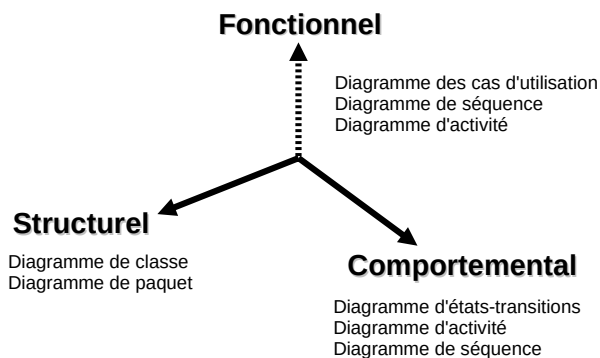 Fonctionnel
Diagramme des cas d'utilisation
Diagramme de séquence
Diagramme d'activité
Structurel
Diagramme de classe
Diagramme de paquet
Comportemental
Diagramme d'états-transitions
Diagramme d'activité
Diagramme de séquence